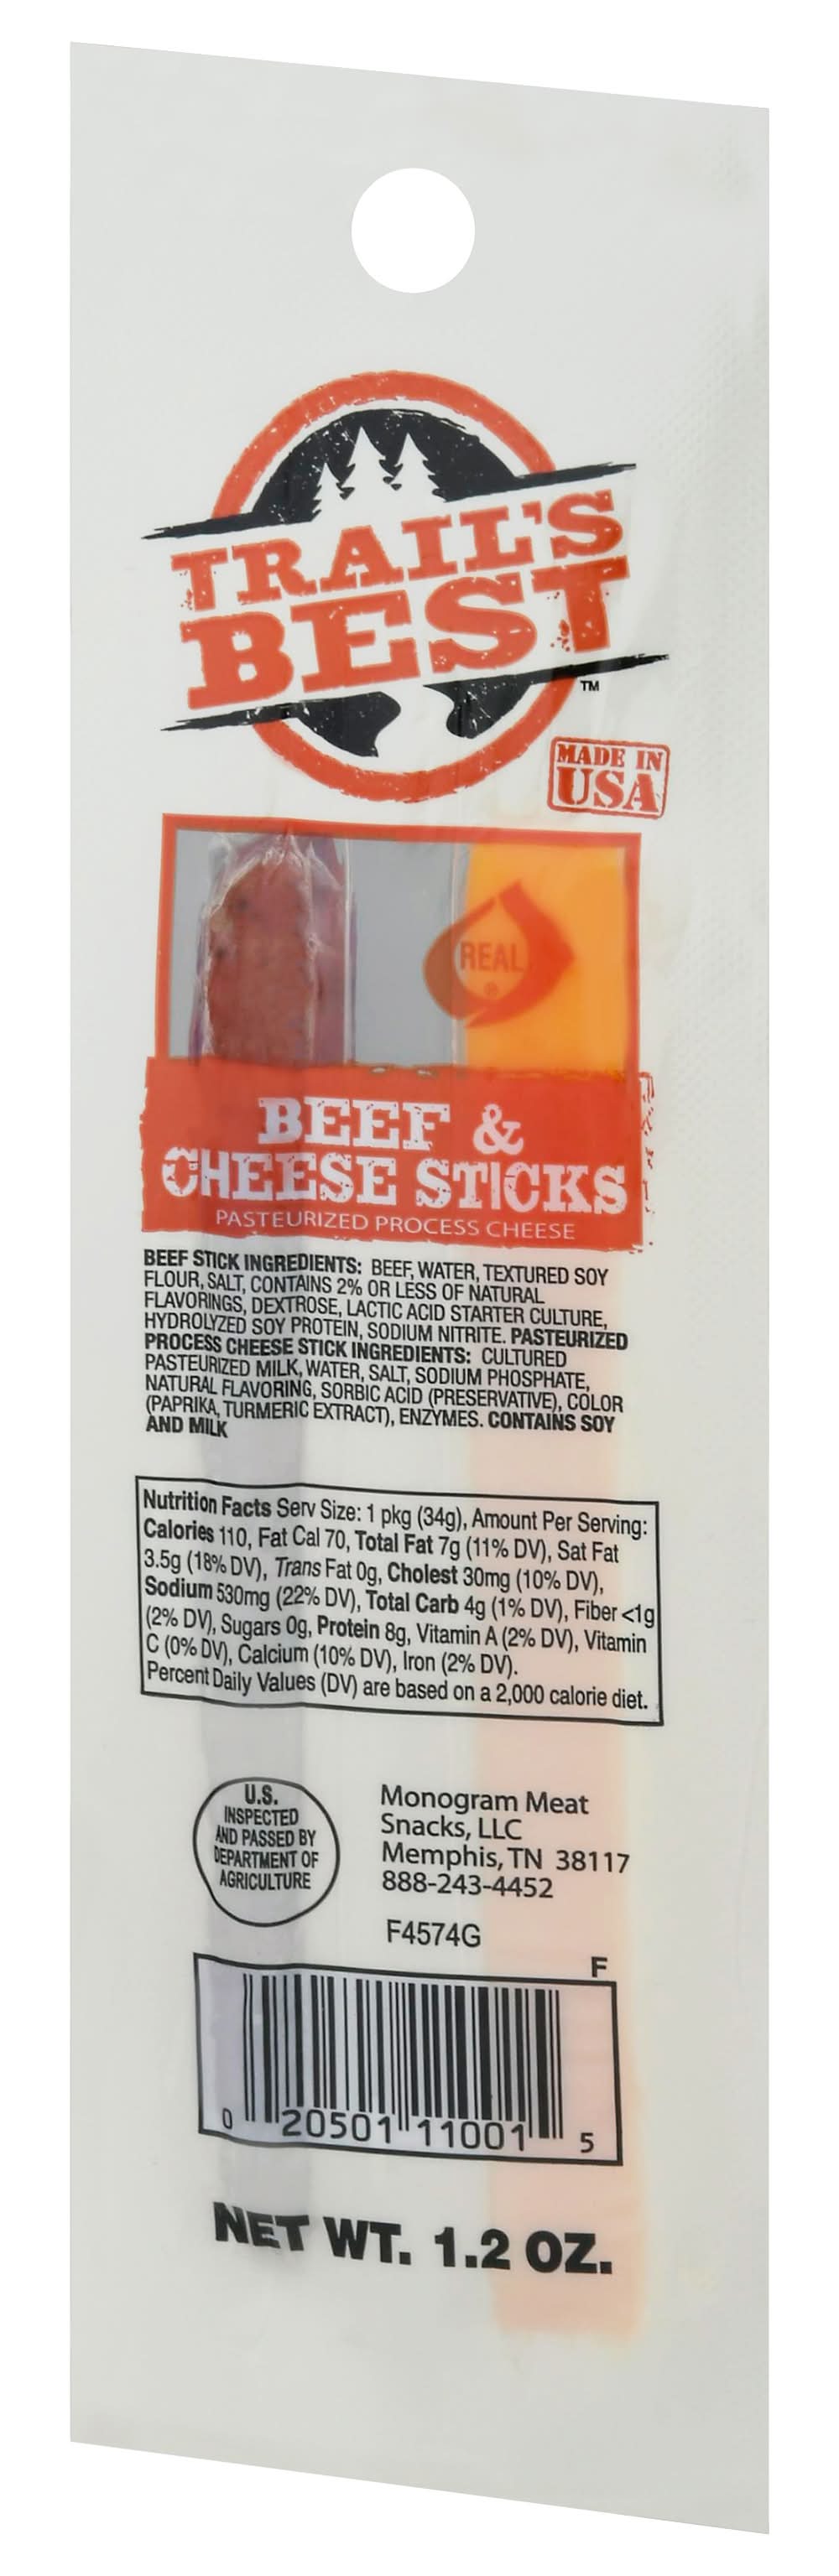 TRAIL'S
BEST
TM
MADE IN
USA
REAL
®
BEEF &
CHEESE STICKS
PASTEURIZED PROCESS CHEESE
BEEF STICK INGREDIENTS: BEEF, WATER, TEXTURED SOY
FLOUR, SALT, CONTAINS 2% OR LESS OF NATURAL
FLAVORINGS, DEXTROSE, LACTIC ACID STARTER CULTURE,
HYDROLYZED SOY PROTEIN, SODIUM NITRITE. PASTEURIZED
PROCESS CHEESE STICK INGREDIENTS: CULTURED
PASTEURIZED MILK, WATER, SALT, SODIUM PHOSPHATE,
NATURAL FLAVORING, SORBIC ACID (PRESERVATIVE), COLOR
(PAPRIKA, TURMERIC EXTRACT), ENZYMES. CONTAINS SOY
AND MILK
Nutrition Facts Serv Size: 1 pkg (34g), Amount Per Serving:
Calories 110, Fat Cal 70, Total Fat 7g (11% DV), Sat Fat
3.5g (18% DV), Trans Fat 0g, Cholest 30mg (10% DV),
Sodium 530mg (22% DV), Total Carb 4g (1% DV), Fiber <1g
(2% DV), Sugars 0g, Protein 8g, Vitamin A (2% DV), Vitamin
C (0% DV), Calcium (10% DV), Iron (2% DV).
Percent Daily Values (DV) are based on a 2,000 calorie diet.
U.S.
INSPECTED
AND PASSED BY
DEPARTMENT OF
AGRICULTURE
Monogram Meat
Snacks, LLC
Memphis, TN 38117
888-243-4452
F4574G
F
0 20501 11001 5
NET WT. 1.2 OZ.